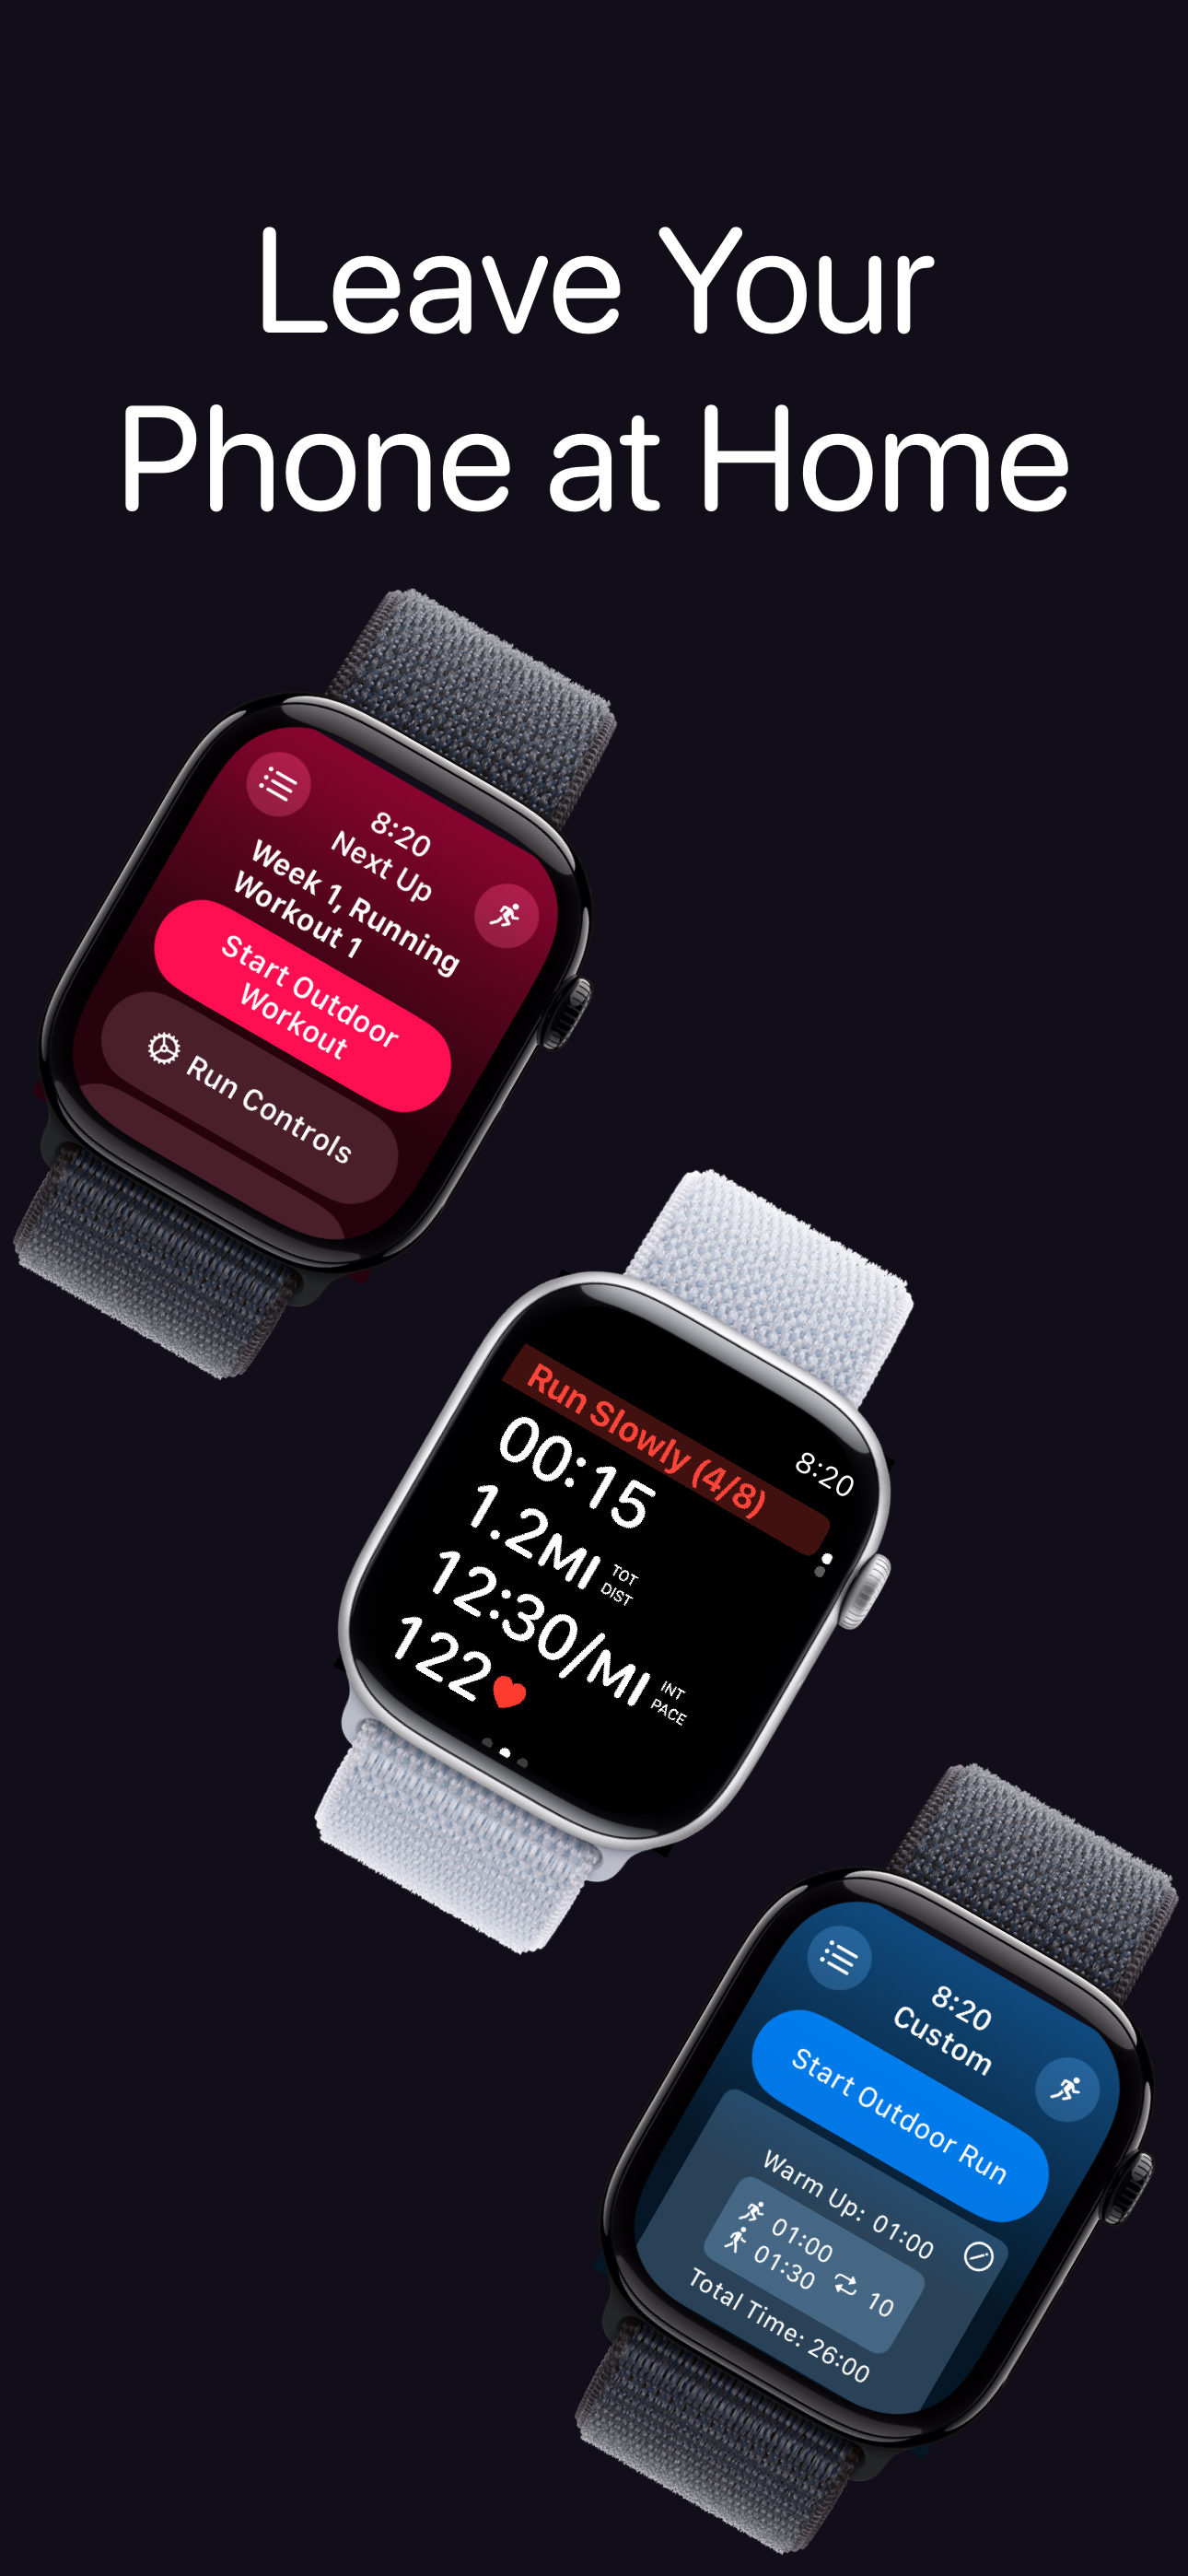 Leave Your
Phone at Home
8:20
Next Up
Week 1, Running
Workout 1
Start Outdoor
Workout
Run Controls
8:20
Run Slowly (4/8)
00:15
1.2MI TOT DIST
12:30/MI INT PACE
122
8:20
Custom
Start Outdoor Run
Warm Up: 01:00
01:00
01:30 10
Total Time: 26:00